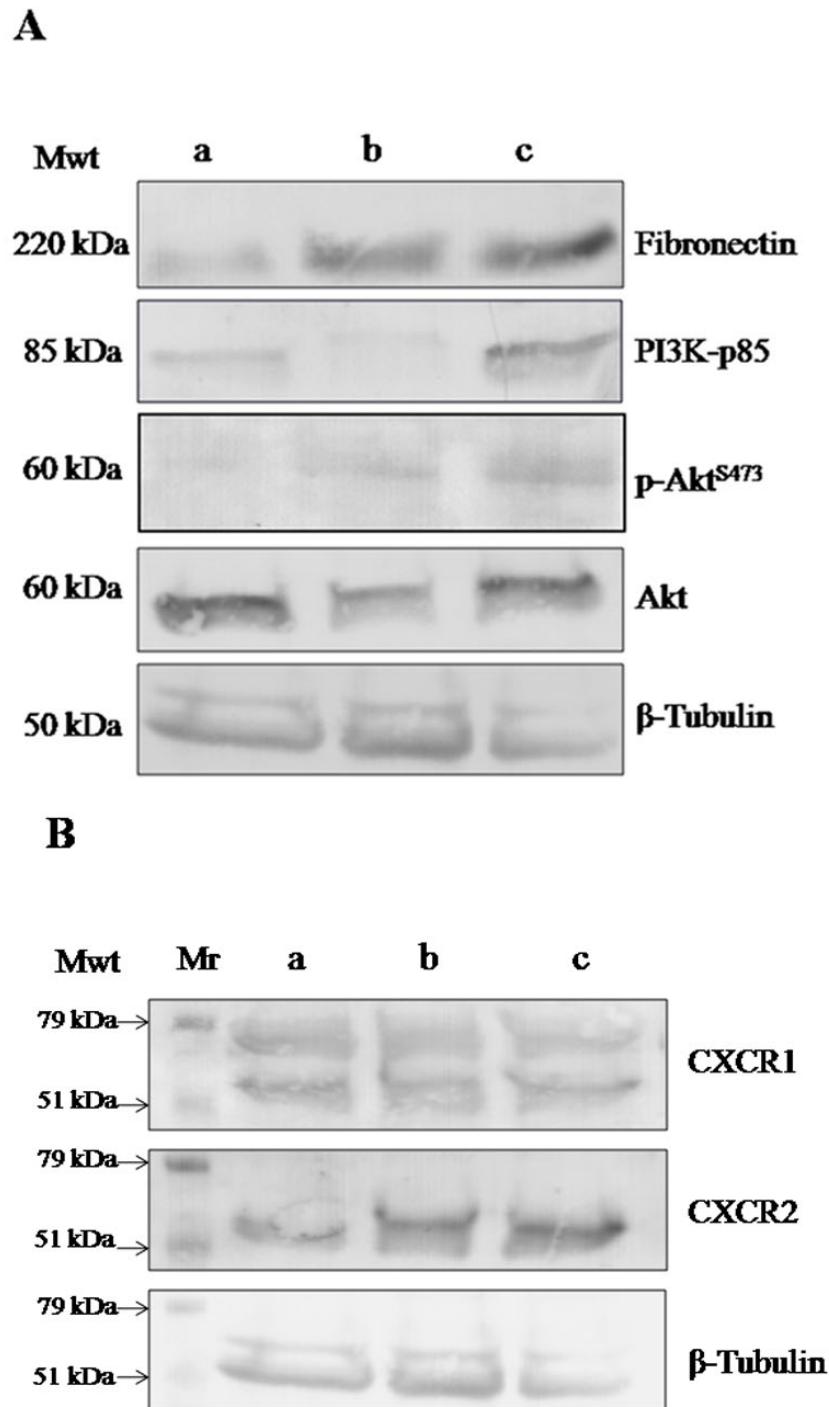 A
Mwt a b c
220 kDa Fibronectin
85 kDa PI3K-p85
60 kDa p-Akt^S473
60 kDa Akt
50 kDa β-Tubulin
B
Mwt Mr a b c
79 kDa
CXCR1
51 kDa
79 kDa
CXCR2
51 kDa
79 kDa
β-Tubulin
51 kDa